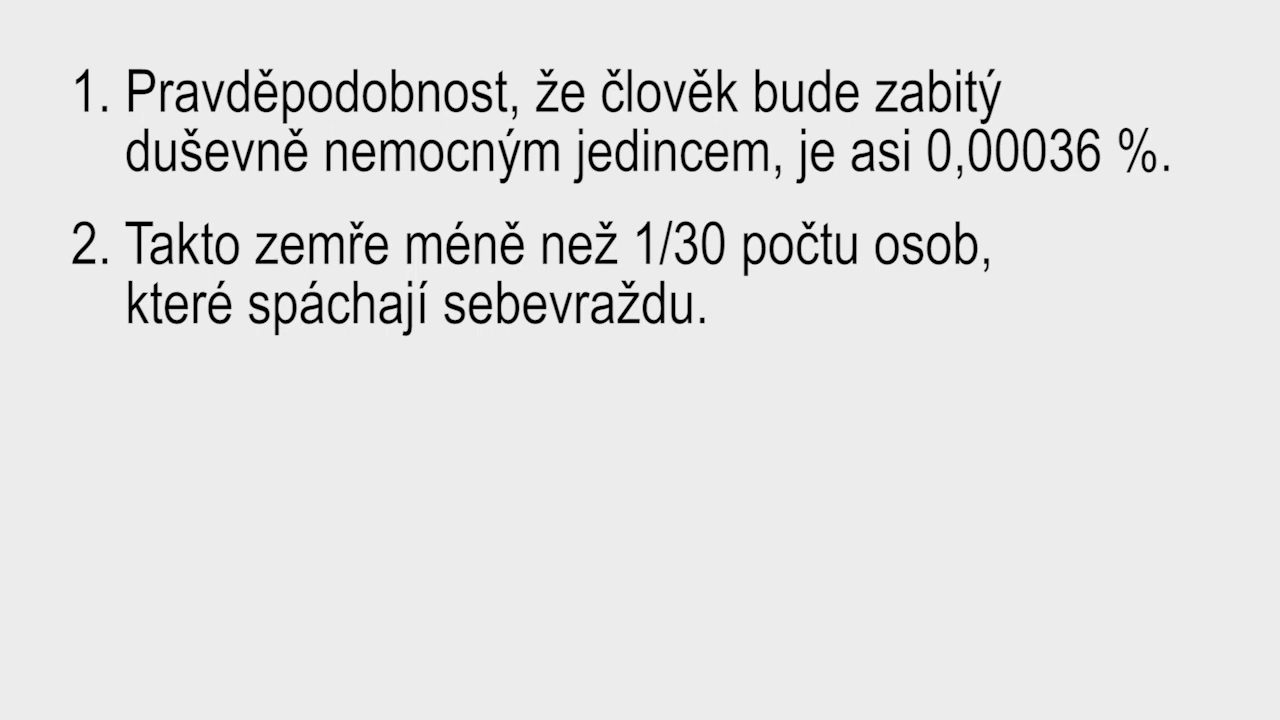 1. Pravděpodobnost, že člověk bude zabitý
duševně nemocným jedincem, je asi 0,00036 %.
2. Takto zemře méně než 1/30 počtu osob,
které spáchají sebevraždu.